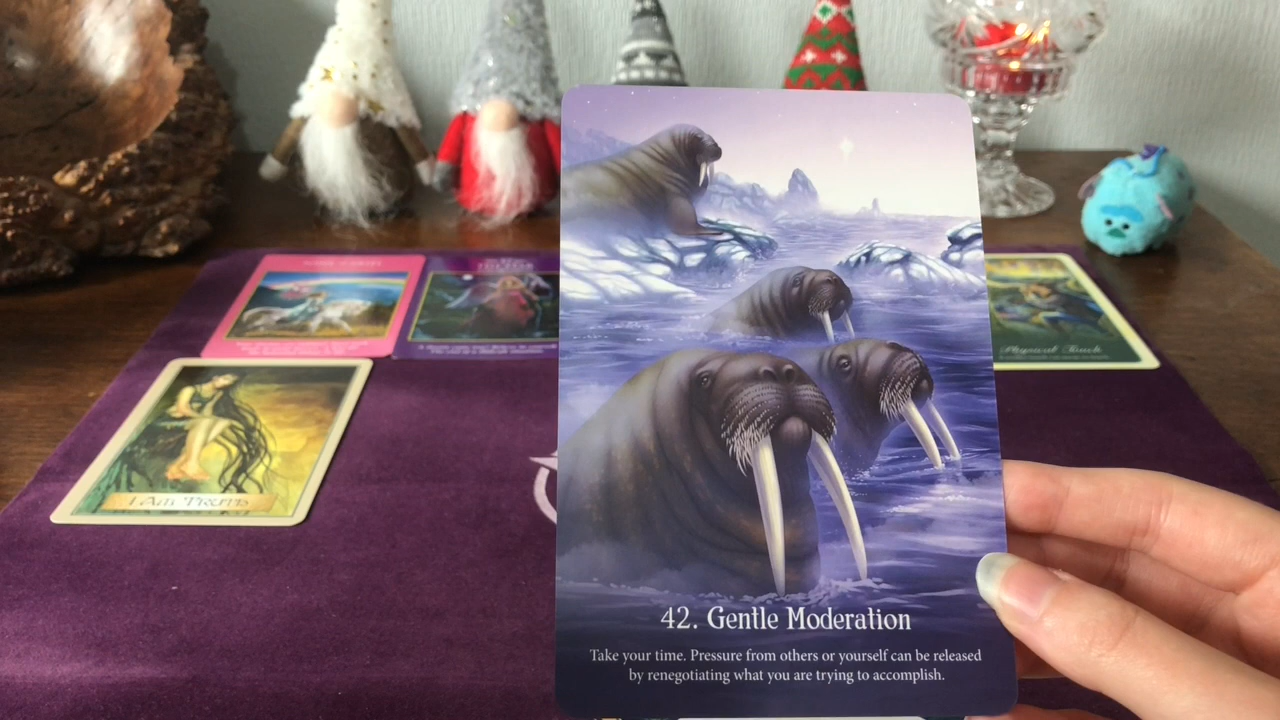 Physical Touch
I Am Truth
42. Gentle Moderation
Take your time. Pressure from others or yourself can be released
by renegotiating what you are trying to accomplish.